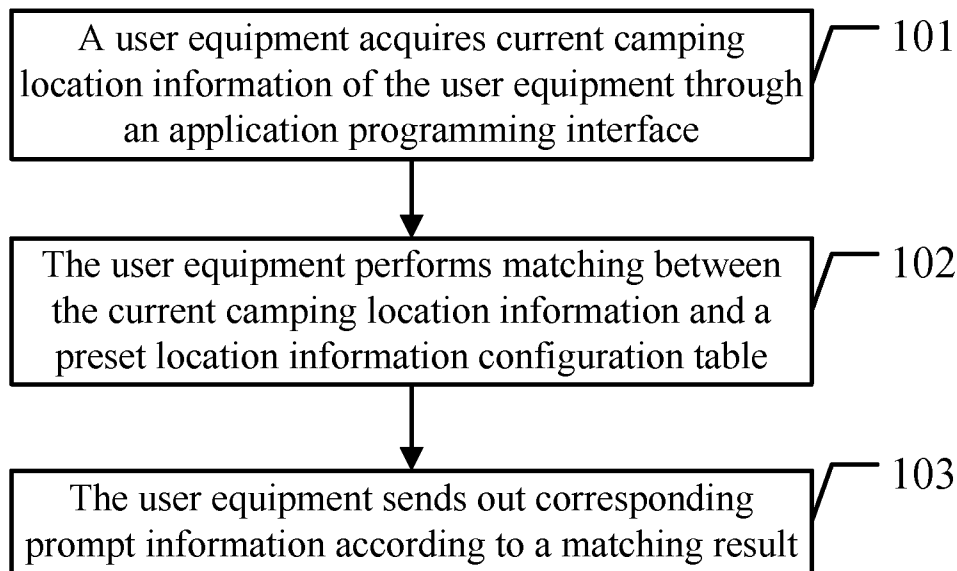 A user equipment acquires current camping
location information of the user equipment through
an application programming interface
101
The user equipment performs matching between
the current camping location information and a
preset location information configuration table
102
The user equipment sends out corresponding
prompt information according to a matching result
103